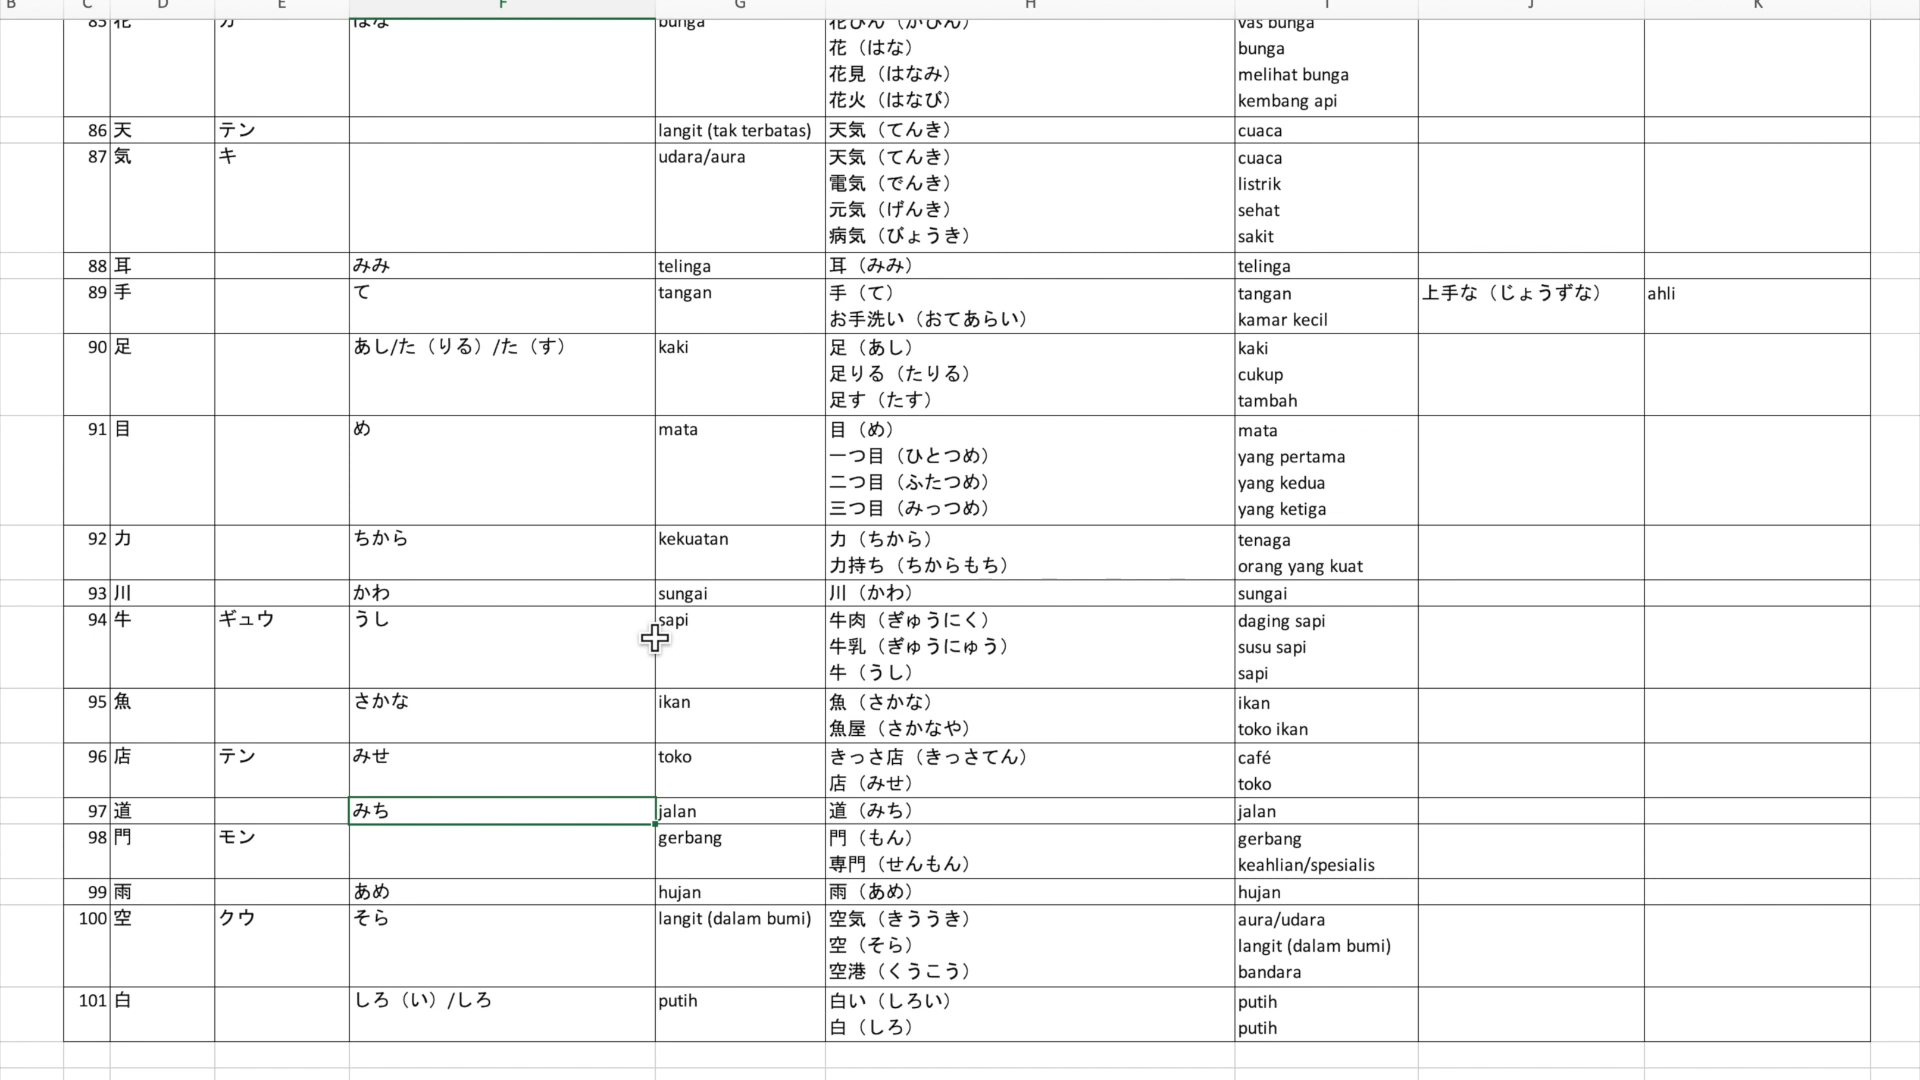 B C D E F G H I J K
85 花 カ はな bunga 花びん（かびん） vas bunga
花（はな） bunga
花見（はなみ） melihat bunga
花火（はなび） kembang api
86 天 テン langit (tak terbatas) 天気（てんき） cuaca
87 気 キ udara/aura 天気（てんき） cuaca
電気（でんき） listrik
元気（げんき） sehat
病気（びょうき） sakit
88 耳 みみ telinga 耳（みみ） telinga
89 手 て tangan 手（て） tangan 上手な（じょうずな） ahli
お手洗い（おてあらい） kamar kecil
90 足 あし/た（りる）/た（す） kaki 足（あし） kaki
足りる（たりる） cukup
足す（たす） tambah
91 目 め mata 目（め） mata
一つ目（ひとつめ） yang pertama
二つ目（ふたつめ） yang kedua
三つ目（みっつめ） yang ketiga
92 力 ちから kekuatan 力（ちから） tenaga
力持ち（ちからもち） orang yang kuat
93 川 かわ sungai 川（かわ） sungai
94 牛 ギュウ うし sapi 牛肉（ぎゅうにく） daging sapi
牛乳（ぎゅうにゅう） susu sapi
牛（うし） sapi
95 魚 さかな ikan 魚（さかな） ikan
魚屋（さかなや） toko ikan
96 店 テン みせ toko きっさ店（きっさてん） café
店（みせ） toko
97 道 みち jalan 道（みち） jalan
98 門 モン gerbang 門（もん） gerbang
専門（せんもん） keahlian/spesialis
99 雨 あめ hujan 雨（あめ） hujan
100 空 クウ そら langit (dalam bumi) 空気（きううき） aura/udara
空（そら） langit (dalam bumi)
空港（くうこう） bandara
101 白 しろ（い）/しろ putih 白い（しろい） putih
白（しろ） putih